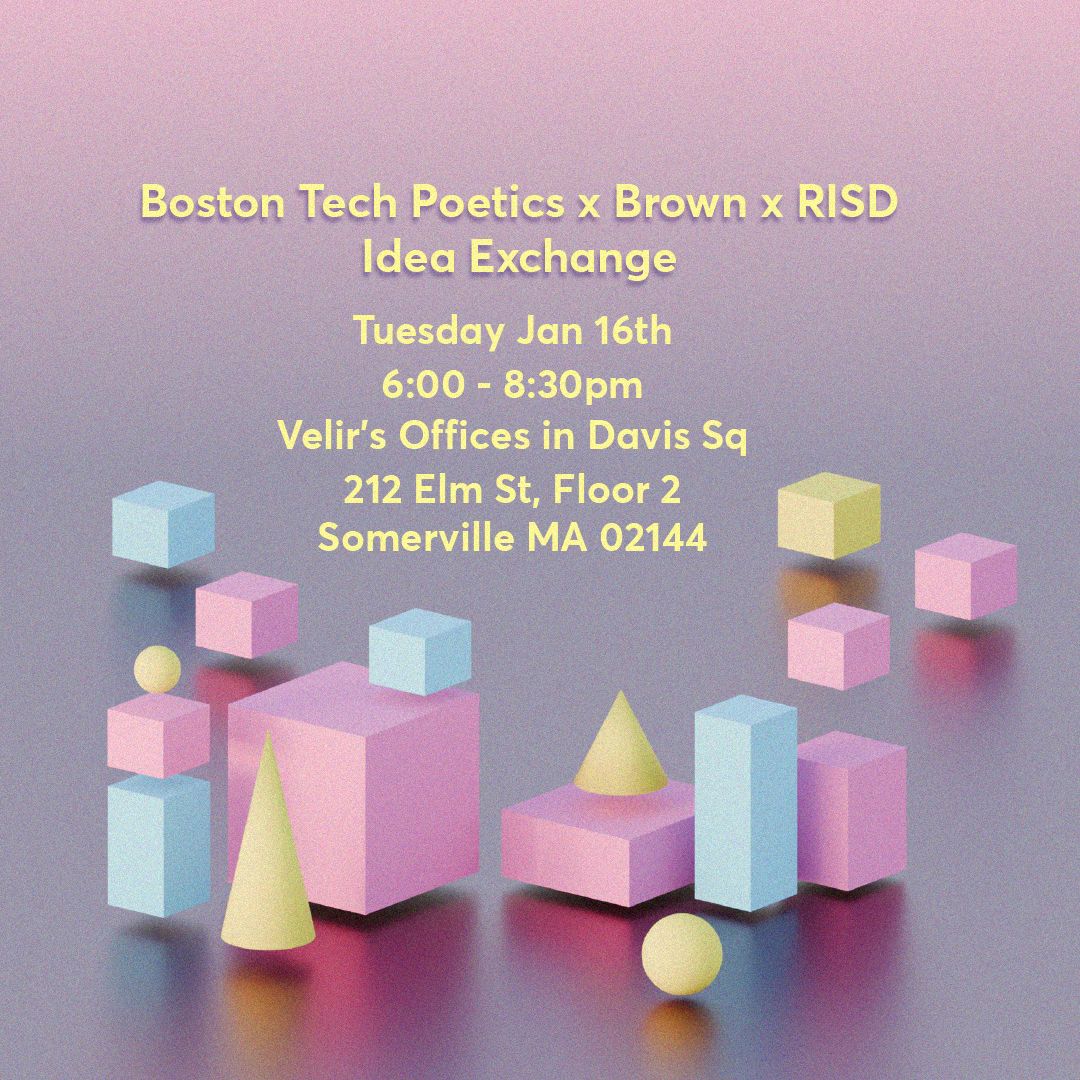 Boston Tech Poetics x Brown x RISD
Idea Exchange
Tuesday Jan 16th
6:00 - 8:30pm
Velir's Offices in Davis Sq
212 Elm St, Floor 2
Somerville MA 02144